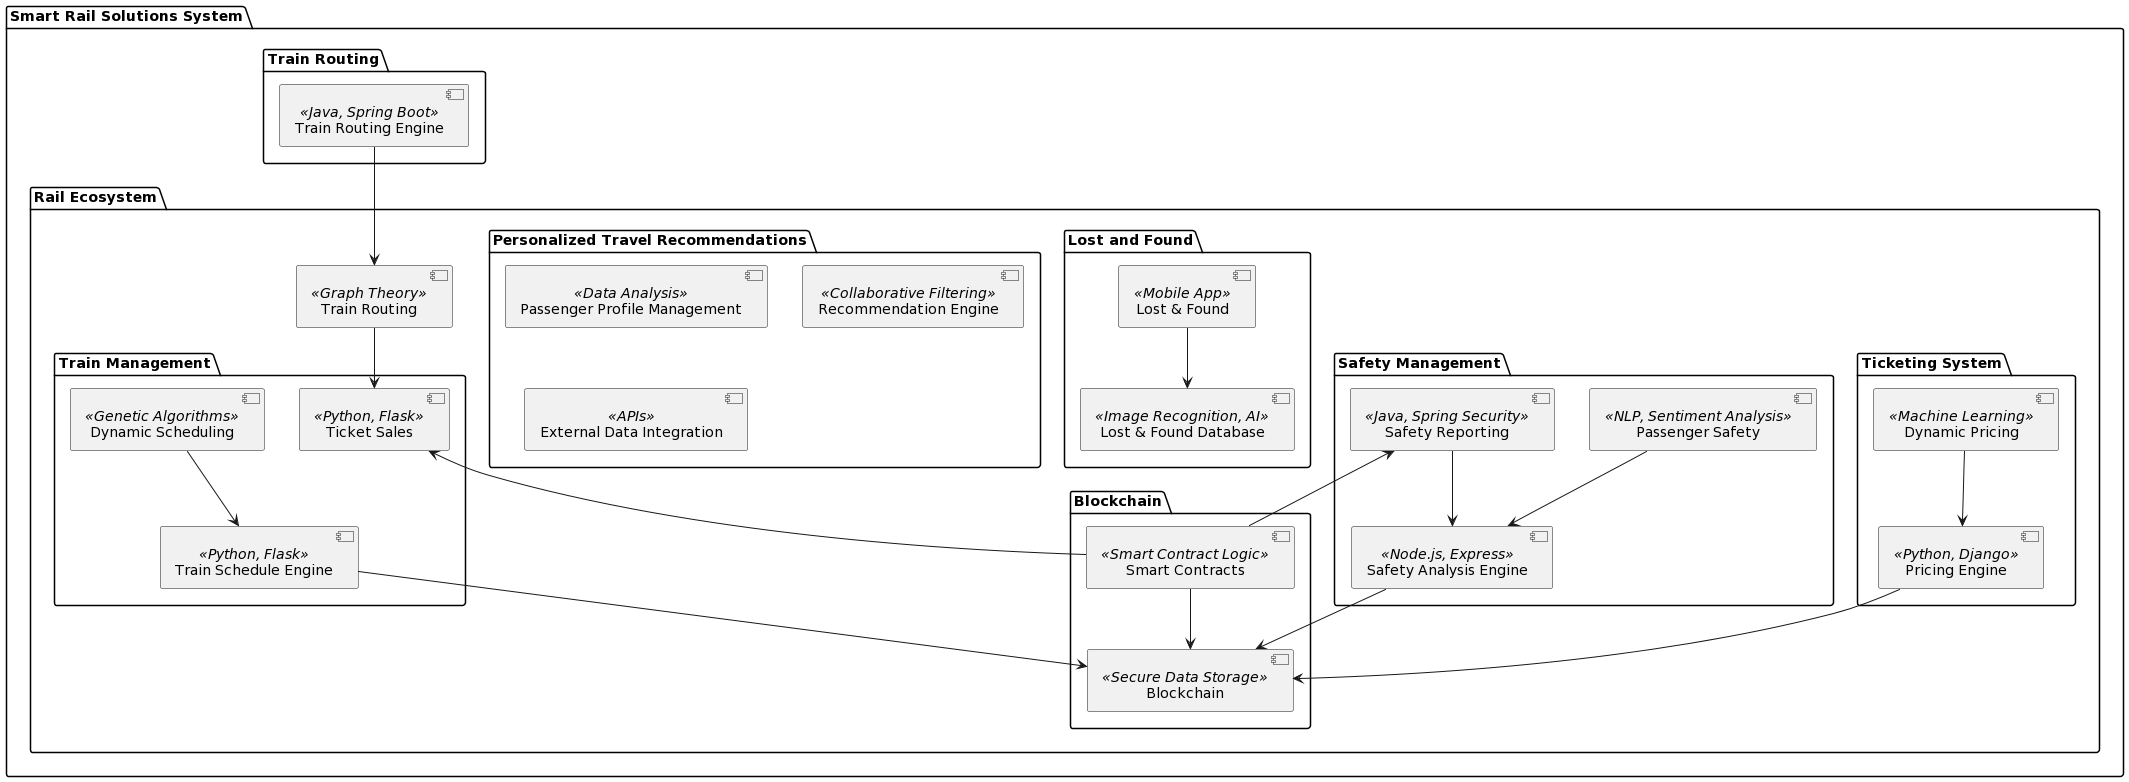 Smart Rail Solutions System
Train Routing
«Java, Spring Boot»
Train Routing Engine
Rail Ecosystem
«Graph Theory»
Train Routing
Personalized Travel Recommendations
«Data Analysis»
Passenger Profile Management
«Collaborative Filtering»
Recommendation Engine
«APIs»
External Data Integration
Lost and Found
«Mobile App»
Lost & Found
«Image Recognition, AI»
Lost & Found Database
Train Management
«Genetic Algorithms»
Dynamic Scheduling
«Python, Flask»
Ticket Sales
«Python, Flask»
Train Schedule Engine
Safety Management
«Java, Spring Security»
Safety Reporting
«NLP, Sentiment Analysis»
Passenger Safety
«Node.js, Express»
Safety Analysis Engine
Ticketing System
«Machine Learning»
Dynamic Pricing
«Python, Django»
Pricing Engine
Blockchain
«Smart Contract Logic»
Smart Contracts
«Secure Data Storage»
Blockchain